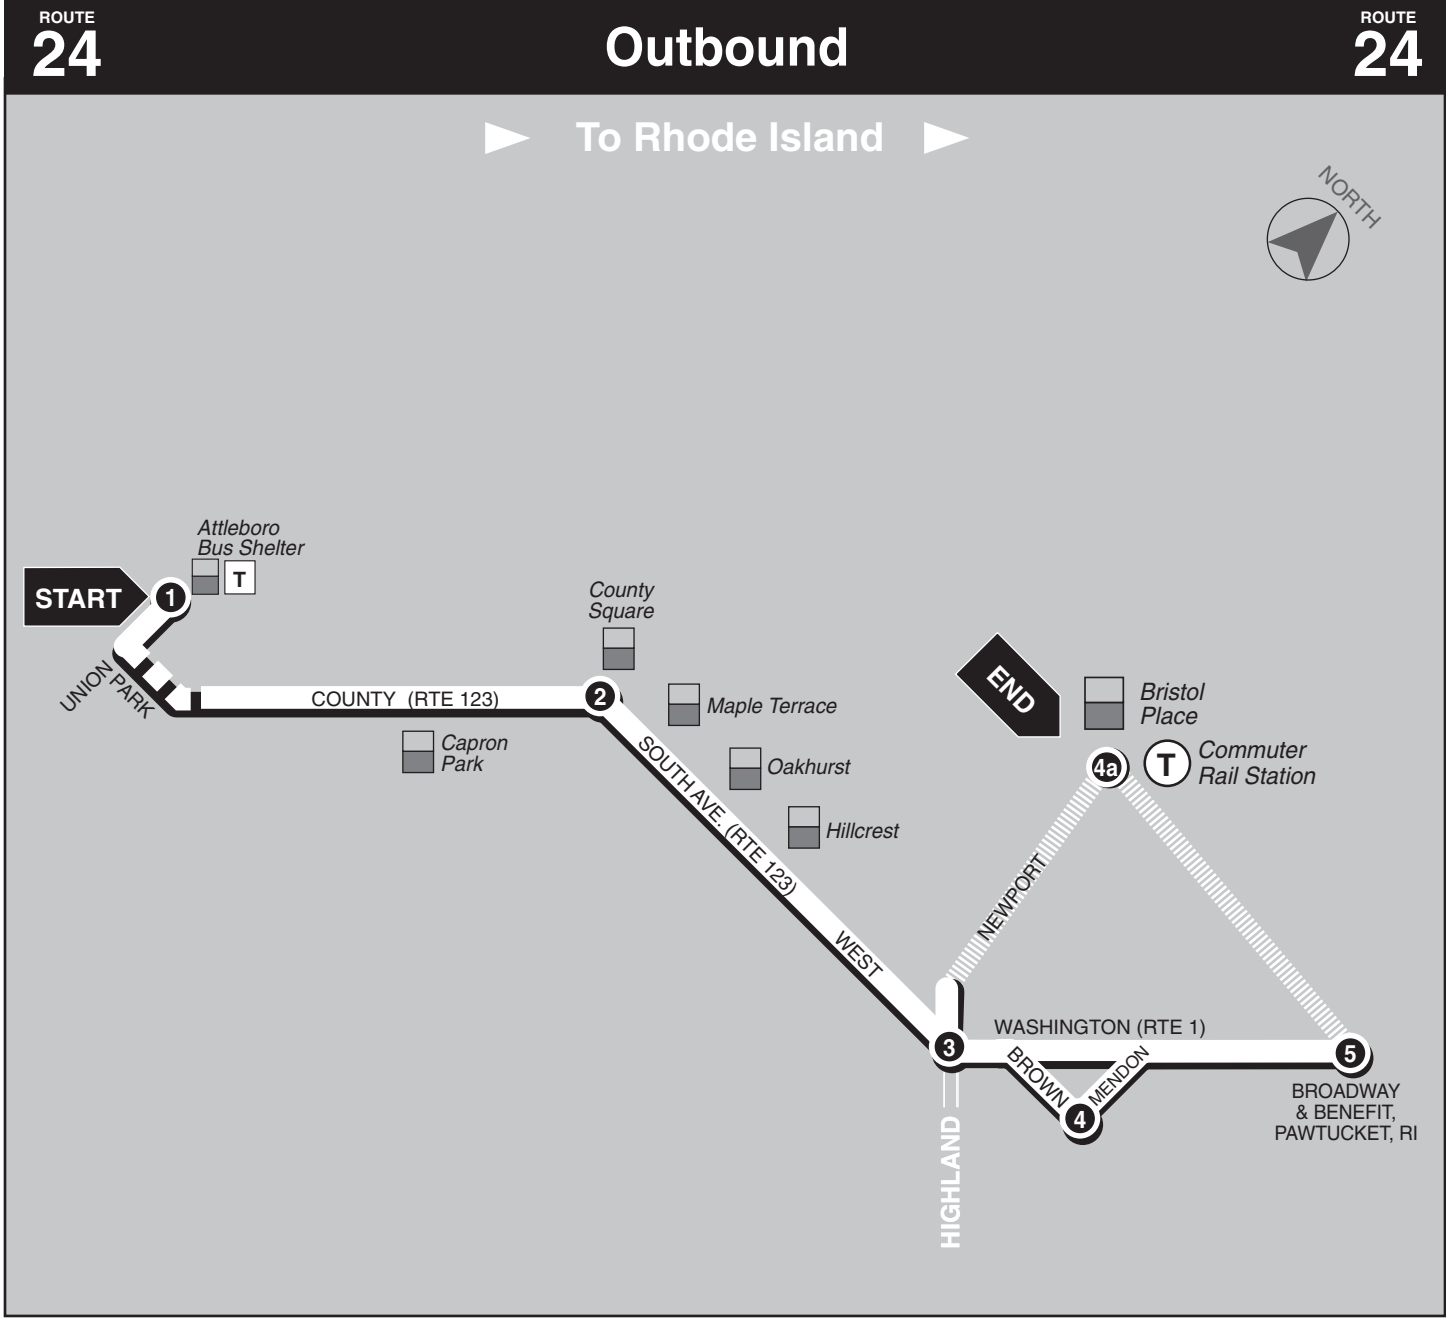 ROUTE
24
Outbound
ROUTE
24
To Rhode Island
NORTH
Attleboro
Bus Shelter
T
START
1
UNION
PARK
COUNTY (RTE 123)
Capron
Park
County
Square
2
Maple Terrace
Oakhurst
Hillcrest
SOUTH AVE. (RTE 123)
WEST
END
Bristol
Place
4a
T
Commuter
Rail Station
NEWPORT
3
WASHINGTON (RTE 1)
BROWN
MENDON
4
5
BROADWAY
& BENEFIT,
PAWTUCKET, RI
HIGHLAND